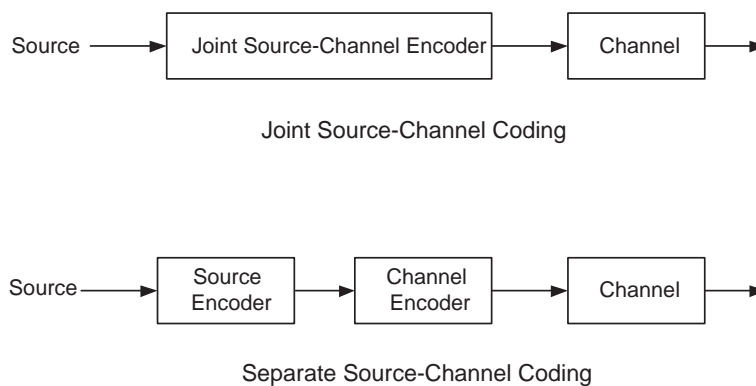 Source
Joint Source-Channel Encoder
Channel
Joint Source-Channel Coding
Source
Source
Encoder
Channel
Encoder
Channel
Separate Source-Channel Coding